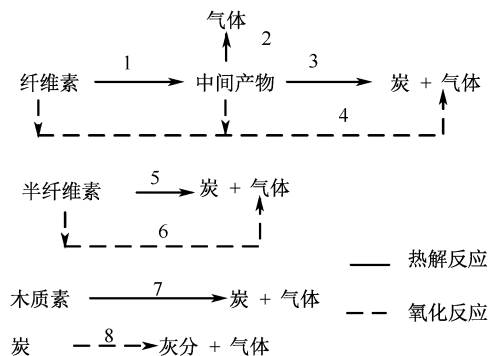 气体
2
1
3
纤维素
中间产物
炭 + 气体
4
5
半纤维素
炭 + 气体
6
热解反应
7
木质素
炭 + 气体
氧化反应
8
炭
灰分 + 气体